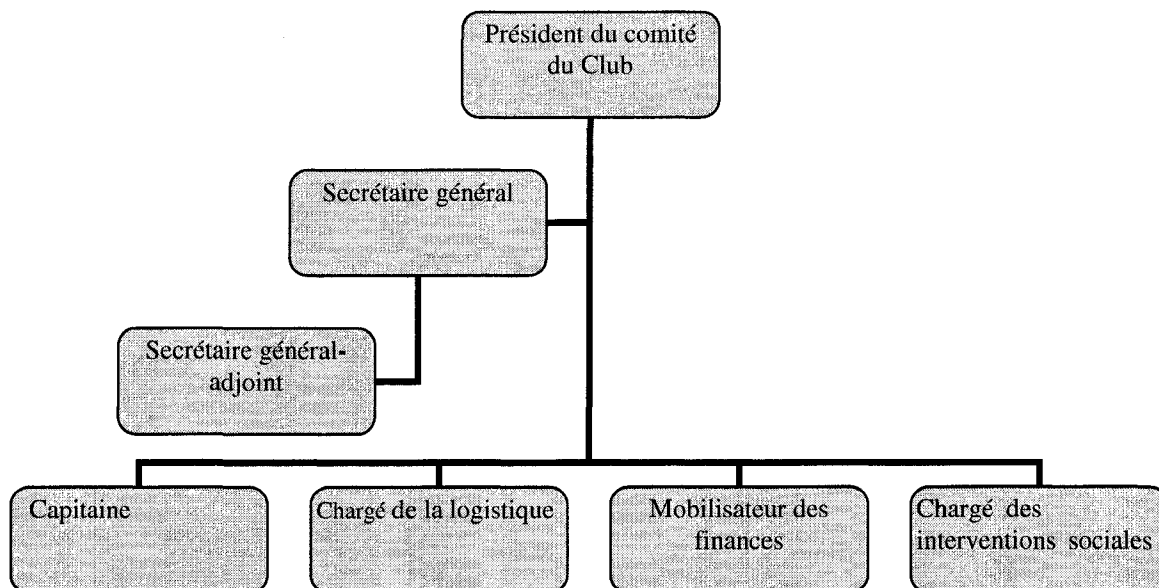 Président du comité
du Club
Secrétaire général
Secrétaire général-
adjoint
Capitaine
Chargé de la logistique
Mobilisateur des
finances
Chargé des
interventions sociales